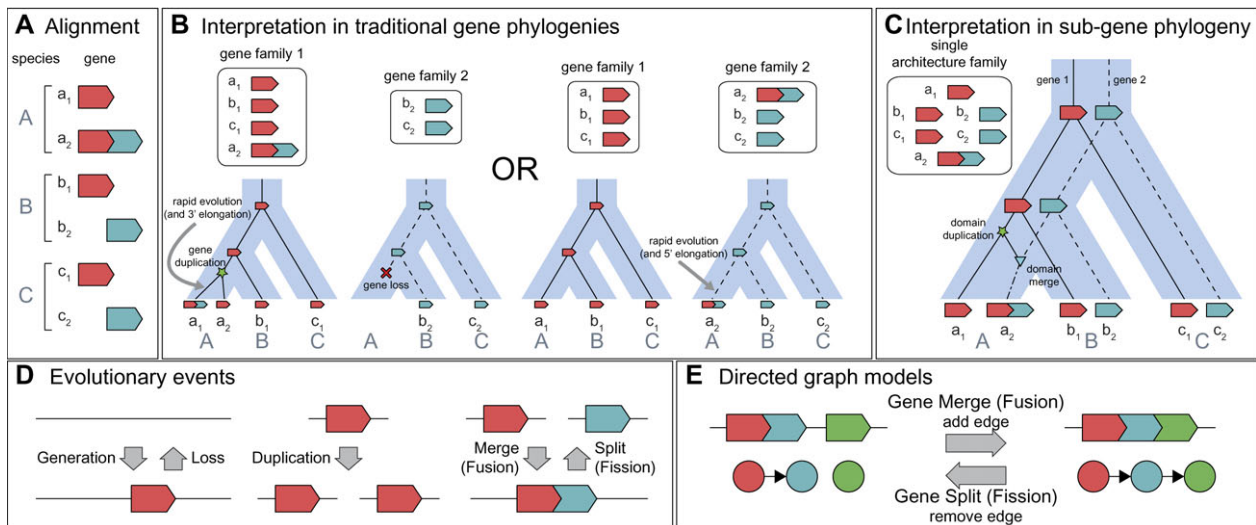 A Alignment
species gene
A
a1
a2
B
b1
b2
C
c1
c2
B Interpretation in traditional gene phylogenies
gene family 1
a1
b1
c1
a2
gene family 2
b2
c2
OR
gene family 1
a1
b1
c1
gene family 2
a2
b2
c2
rapid evolution
(and 3' elongation)
gene
duplication
a1 a2 b1 c1
A B C
gene loss
b2 c2
A B C
a1 b1 c1
A B C
rapid evolution
(and 5' elongation)
a2 b2 c2
A B C
C Interpretation in sub-gene phylogeny
single
architecture family
a1
b1 b2
c1 c2
a2
gene 1 gene 2
domain
duplication
domain
merge
a1 a2 b1 b2 c1 c2
A B C
D Evolutionary events
Generation Loss
Duplication
Merge
(Fusion)
Split
(Fission)
E Directed graph models
Gene Merge (Fusion)
add edge
Gene Split (Fission)
remove edge